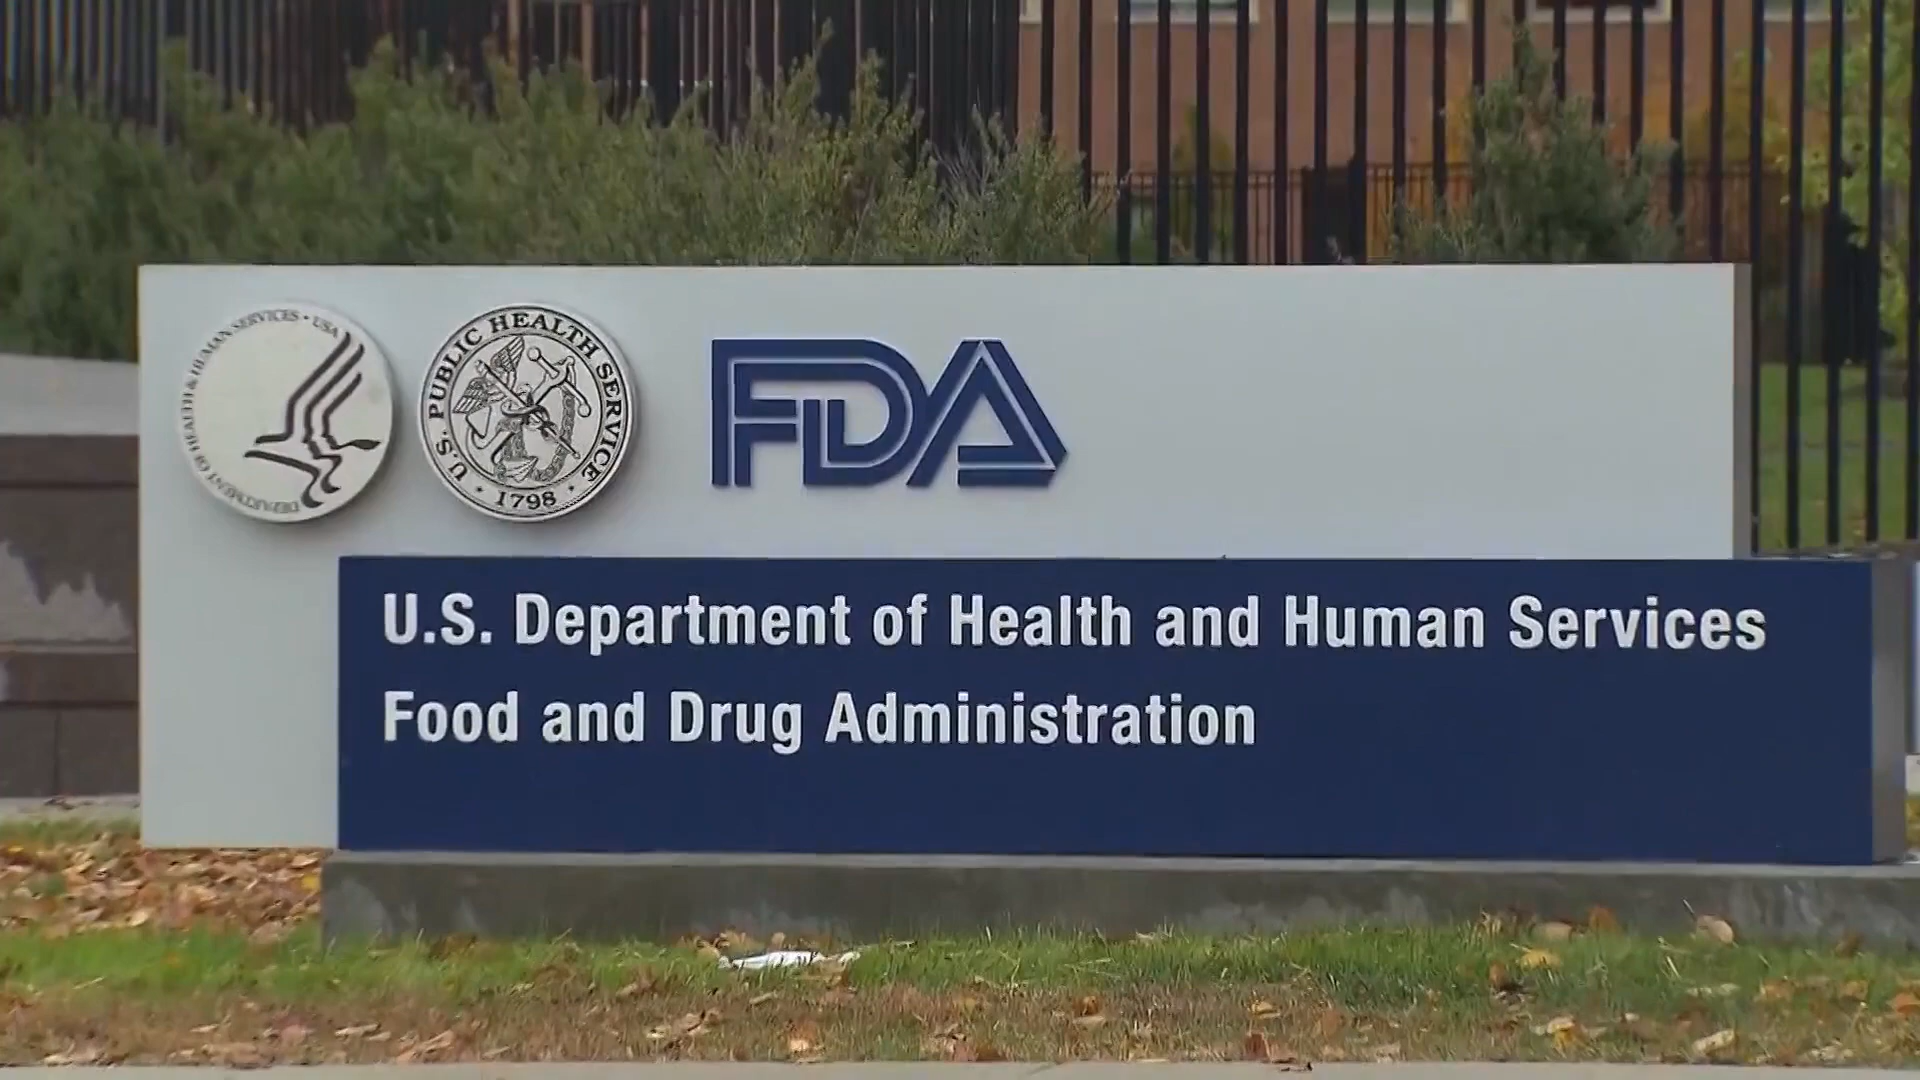 DEPARTMENT OF HEALTH & HUMAN SERVICES • USA
U.S. PUBLIC HEALTH SERVICE
• 1798 •
FDA
U.S. Department of Health and Human Services
Food and Drug Administration